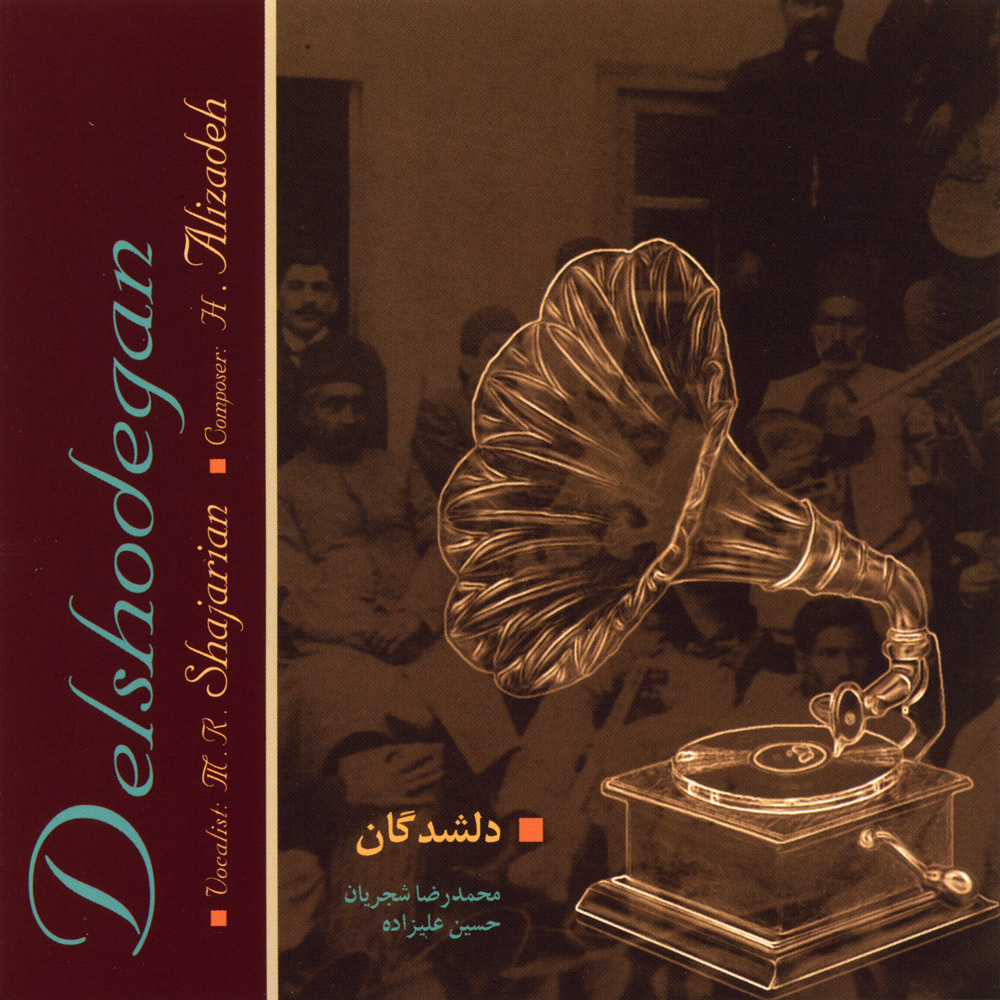 Delshodegan
Vocalist: M.R. Shajarian Composer: H. Alizadeh
دلشدگان
محمدرضا شجریان
حسین علیزاده